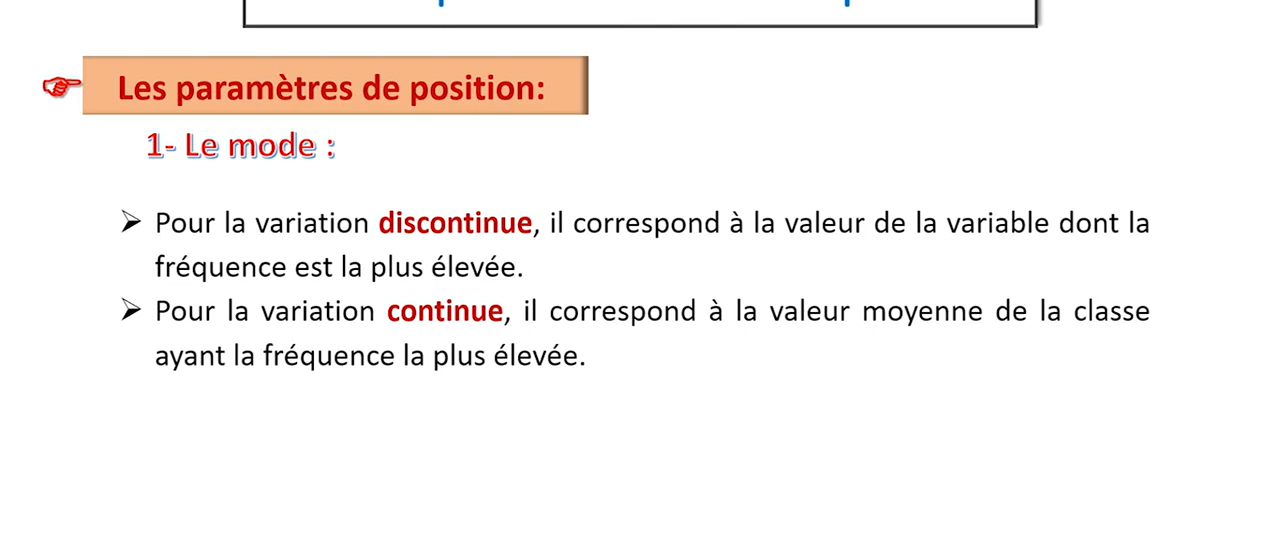 Les paramètres de position:
1- Le mode :
➢ Pour la variation discontinue, il correspond à la valeur de la variable dont la
fréquence est la plus élevée.
➢ Pour la variation continue, il correspond à la valeur moyenne de la classe
ayant la fréquence la plus élevée.